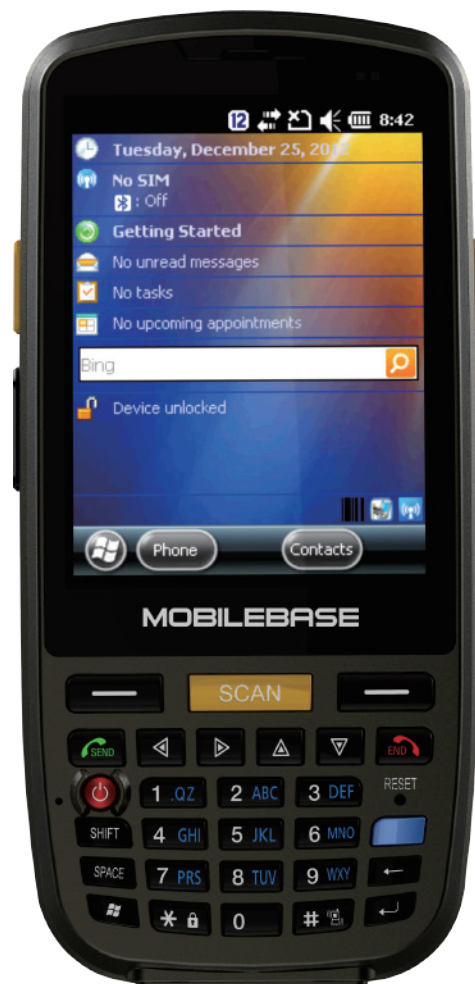 12 8:42
Tuesday, December 25, 2012
No SIM
: Off
Getting Started
No unread messages
No tasks
No upcoming appointments
Bing
Device unlocked
Phone Contacts
MOBILEBASE
SCAN
SEND END
1 .QZ 2 ABC 3 DEF RESET
SHIFT 4 GHI 5 JKL 6 MNO
SPACE 7 PRS 8 TUV 9 WXY
* 0 #